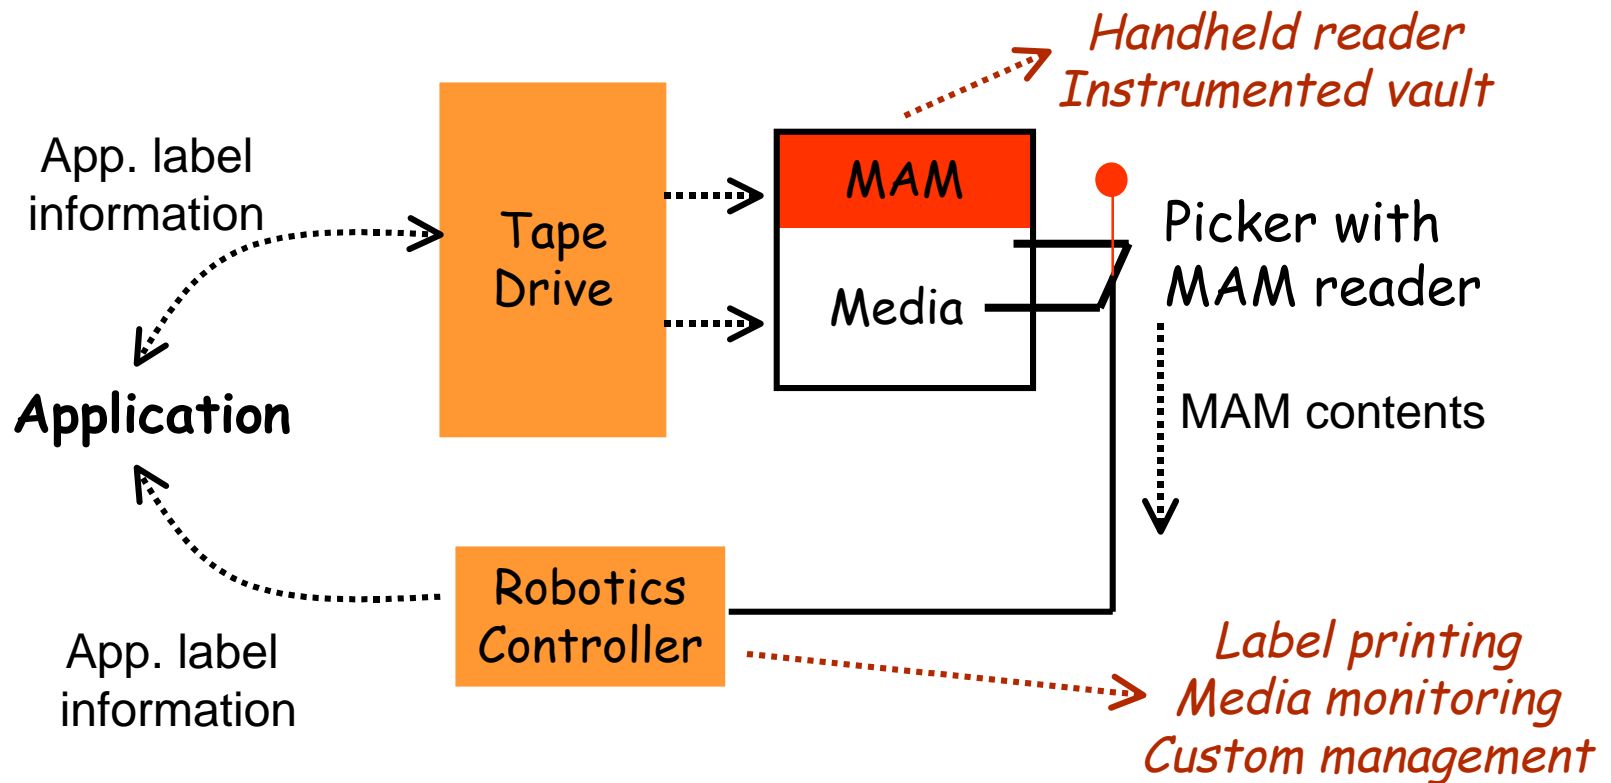 Handheld reader
Instrumented vault
App. label
information
Tape
Drive
MAM
Media
Picker with
MAM reader
Application
MAM contents
Robotics
Controller
App. label
information
Label printing
Media monitoring
Custom management